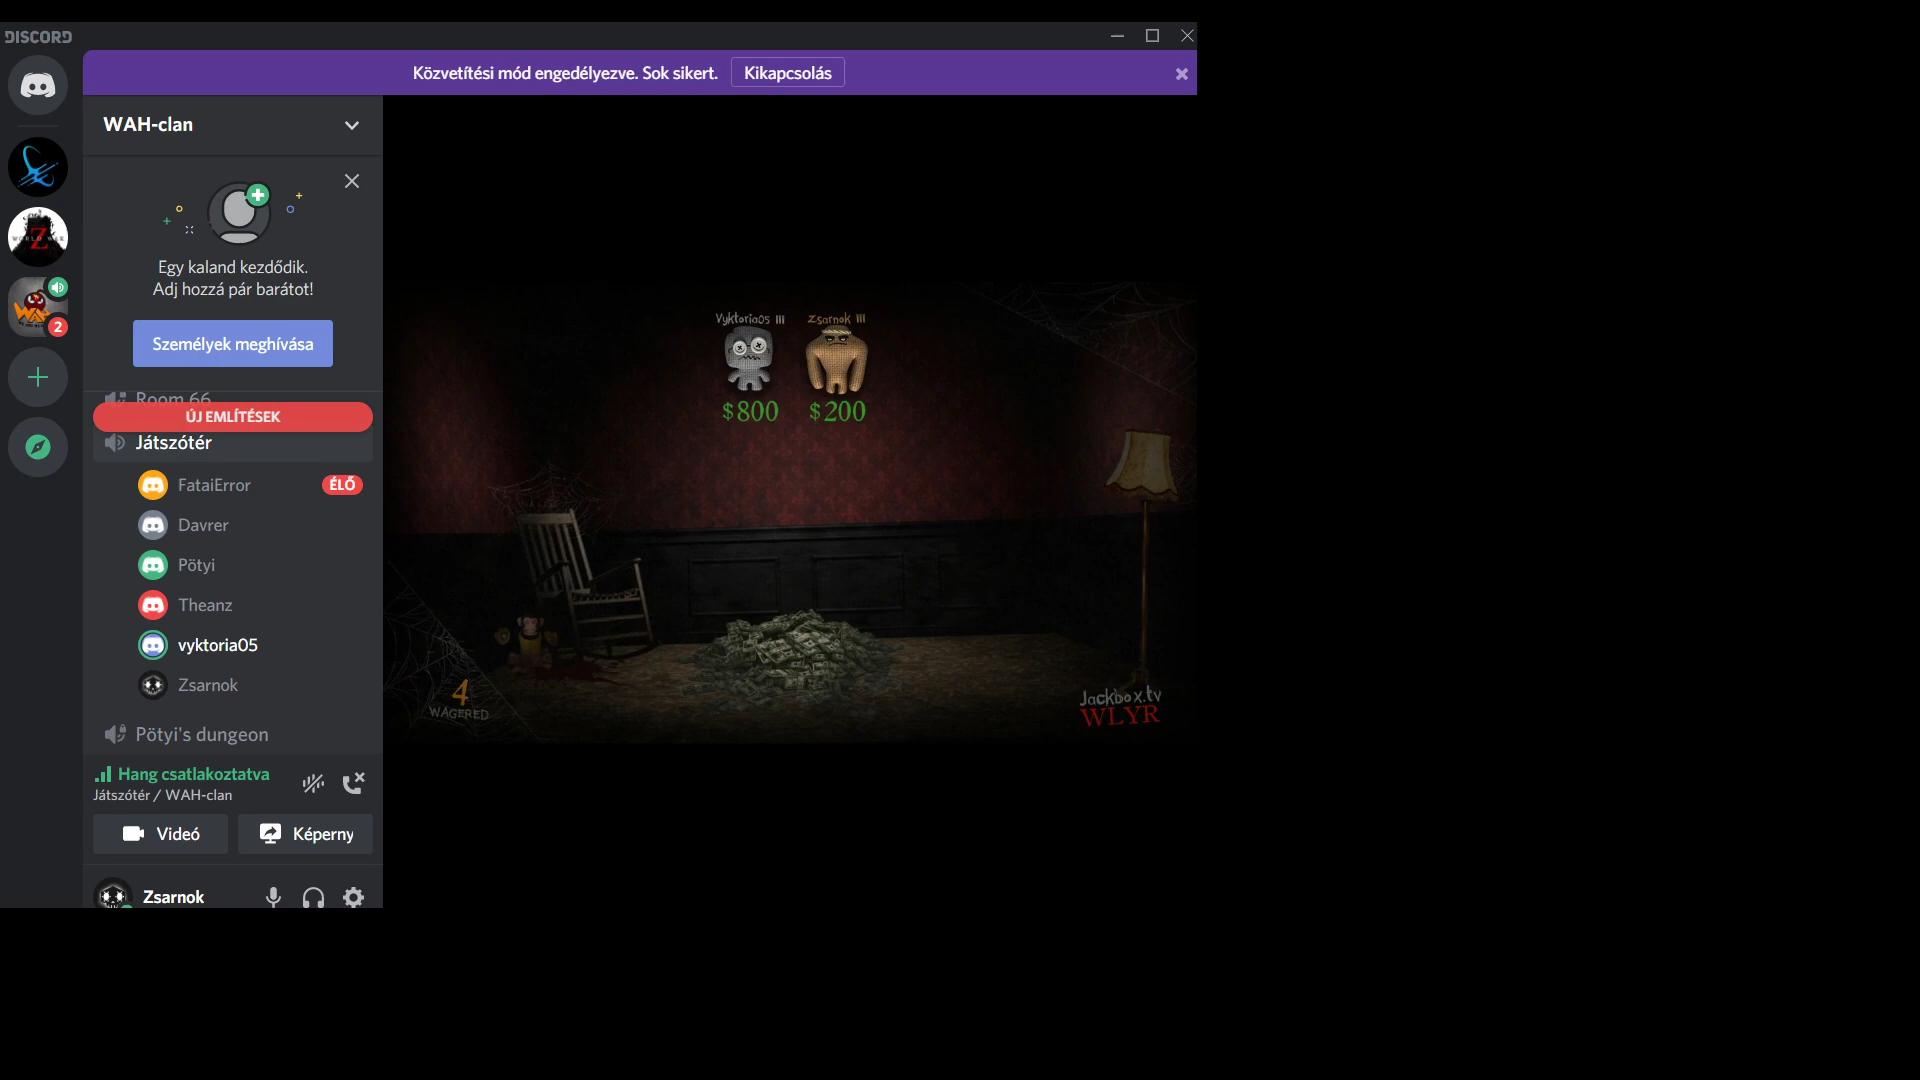 DISCORD
Közvetítési mód engedélyezve. Sok sikert.
Kikapcsolás
WAH-clan
Egy kaland kezdődik.
Adj hozzá pár barátot!
Személyek meghívása
2
Room 66
ÚJ EMLÍTÉSEK
Játszótér
FataiError
ÉLŐ
Davrer
Pötyi
Theanz
vyktoria05
Zsarnok
Pötyi's dungeon
Hang csatlakoztatva
Játszótér / WAH-clan
Videó
Képerny
Zsarnok
Vyktoria05
Zsarnok
$800
$200
4
WAGERED
Jackbox.tv
WLYR